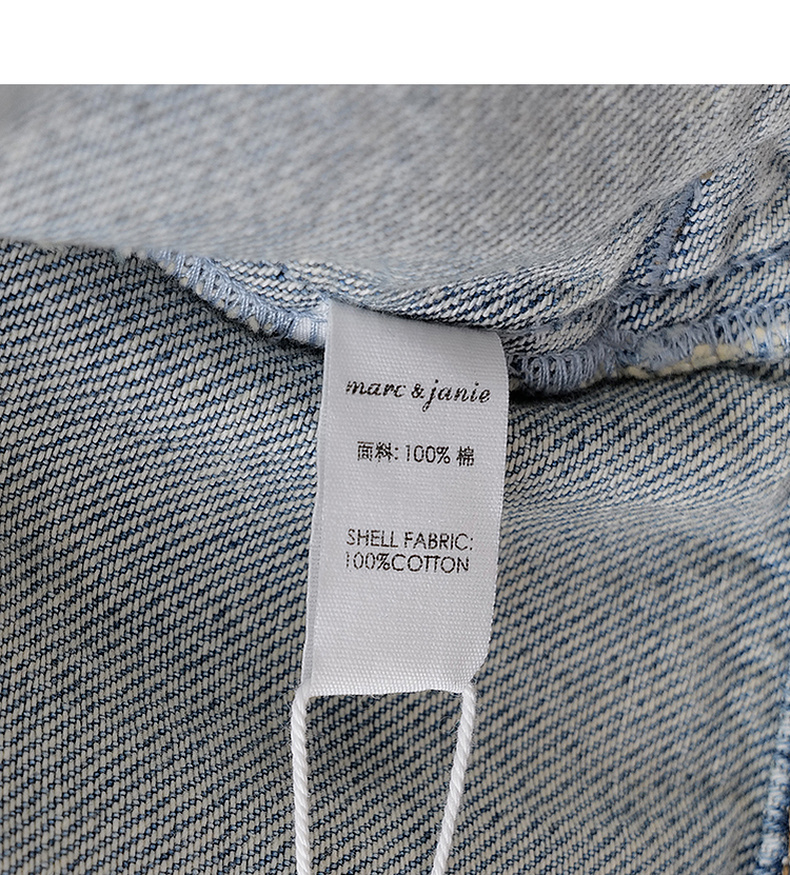 marc & janie
面料: 100% 棉
SHELL FABRIC:
100%COTTON